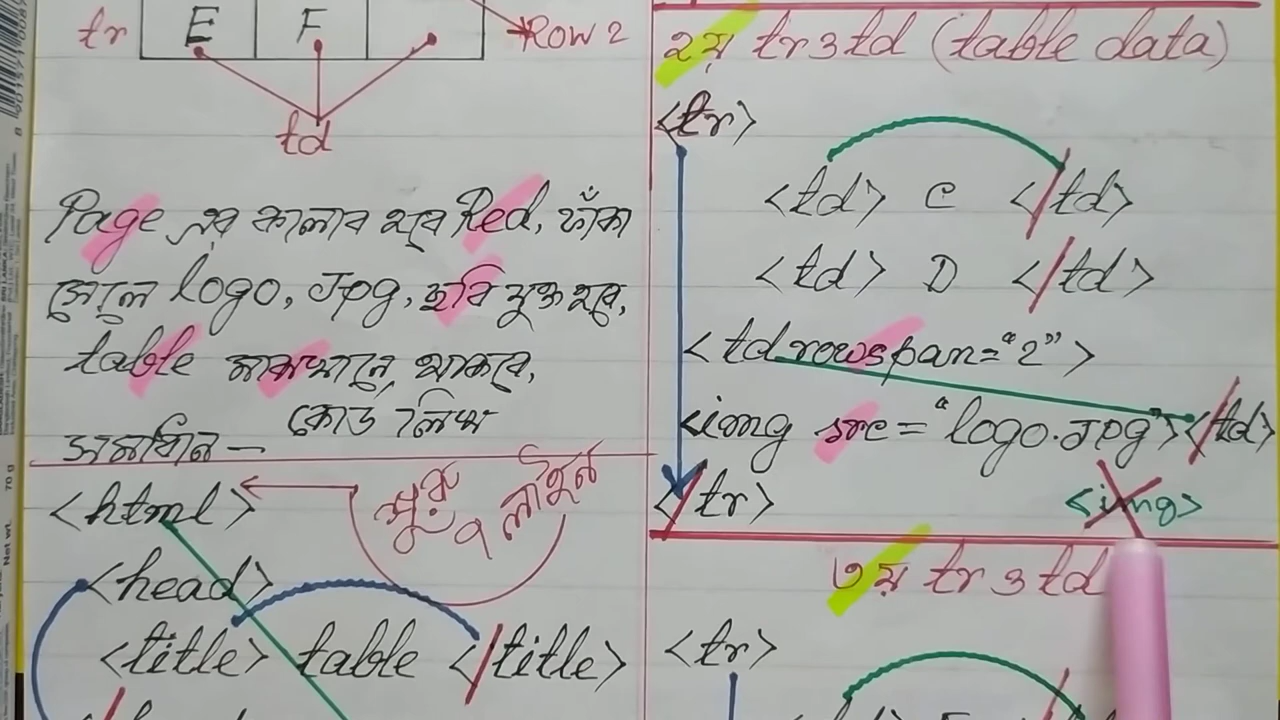 tr E F Row 2
td
Page এর কালার হবে Red, ফাঁকা
সেলে logo, Jpg, ছবি যুক্ত হবে,
table মাঝখানে থাকবে,
কোড লিখ
সমাধান—
<html>
শুরু ৭ লাইন
<head>
<title> table </title>
২য় tr ও td (table data)
<tr>
<td> C </td>
<td> D </td>
<td rowspan="2">
<img src="logo.Jpg"></td>
</tr>
<img>
৩য় tr ও td
<tr>